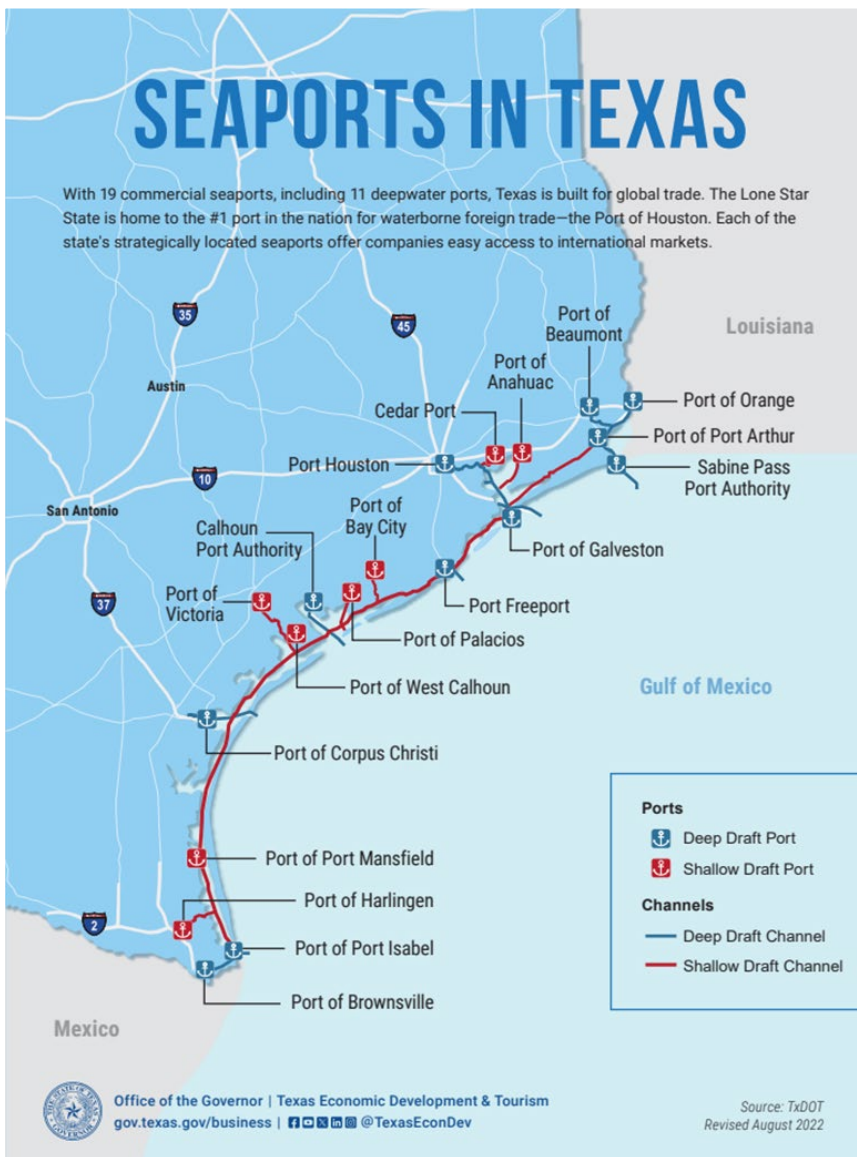 SEAPORTS IN TEXAS
With 19 commercial seaports, including 11 deepwater ports, Texas is built for global trade. The Lone Star
State is home to the #1 port in the nation for waterborne foreign trade—the Port of Houston. Each of the
state's strategically located seaports offer companies easy access to international markets.
35
45
Port of
Beaumont
Louisiana
Port of
Anahuac
Austin
Cedar Port
Port of Orange
Port of Port Arthur
Port Houston
Sabine Pass
Port Authority
10
San Antonio
Port of
Bay City
Calhoun
Port Authority
Port of Galveston
Port of
Victoria
37
Port Freeport
Port of Palacios
Port of West Calhoun
Gulf of Mexico
Port of Corpus Christi
Ports
Deep Draft Port
Shallow Draft Port
Channels
Deep Draft Channel
Shallow Draft Channel
Port of Port Mansfield
Port of Harlingen
2
Port of Port Isabel
Port of Brownsville
Mexico
Office of the Governor | Texas Economic Development & Tourism
gov.texas.gov/business | @TexasEconDev
Source: TxDOT
Revised August 2022